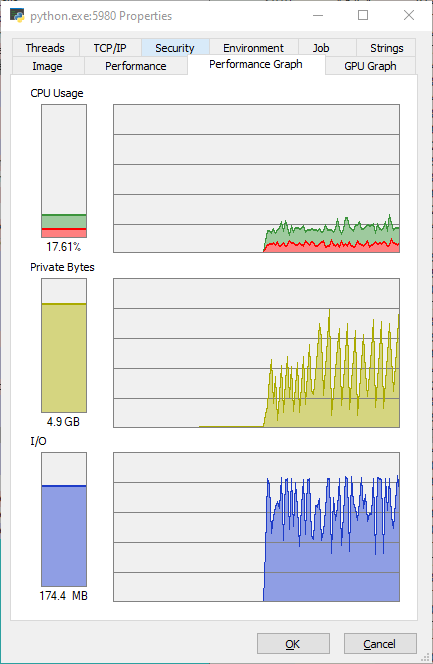 python.exe:5980 Properties
Threads TCP/IP Security Environment Job Strings
Image Performance Performance Graph GPU Graph
CPU Usage
17.61%
Private Bytes
4.9 GB
I/O
174.4 MB
OK Cancel